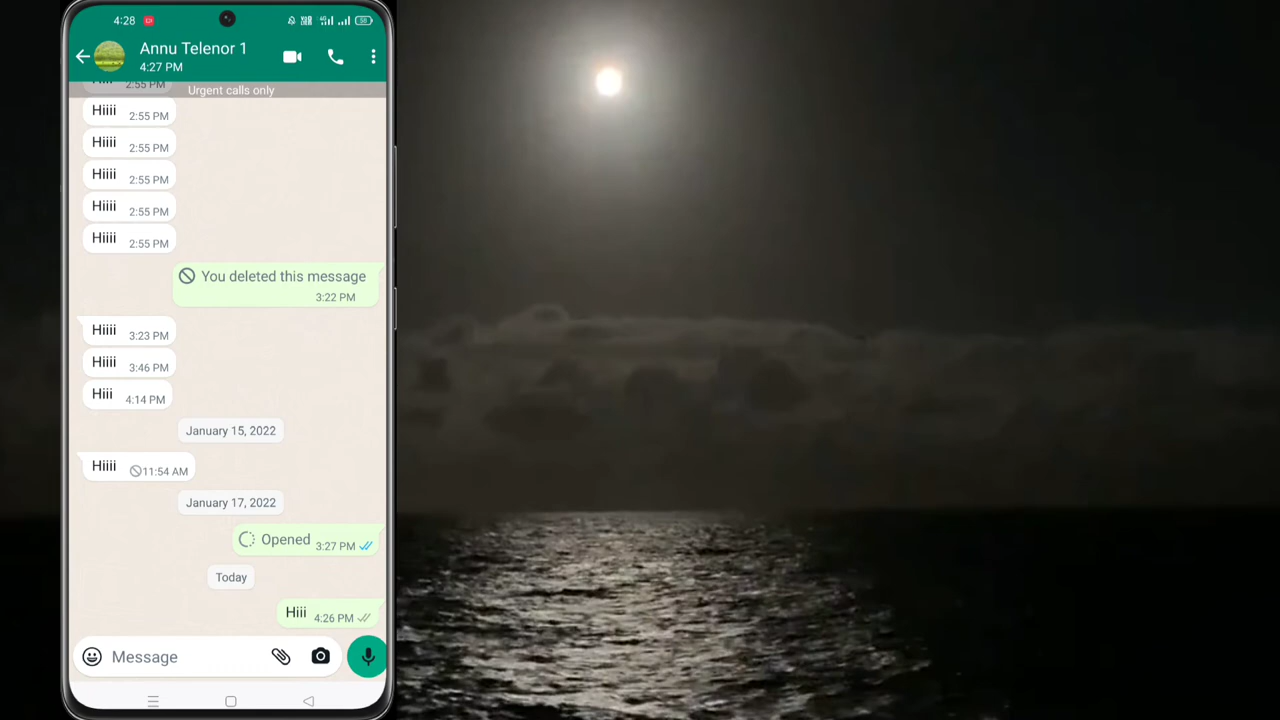 4:28
50
Annu Telenor 1
4:27 PM
Urgent calls only
2:55 PM
Hiiii 2:55 PM
Hiiii 2:55 PM
Hiiii 2:55 PM
Hiiii 2:55 PM
Hiiii 2:55 PM
You deleted this message
3:22 PM
Hiiii 3:23 PM
Hiiii 3:46 PM
Hiii 4:14 PM
January 15, 2022
Hiiii 11:54 AM
January 17, 2022
Opened 3:27 PM
Today
Hiii 4:26 PM
Message